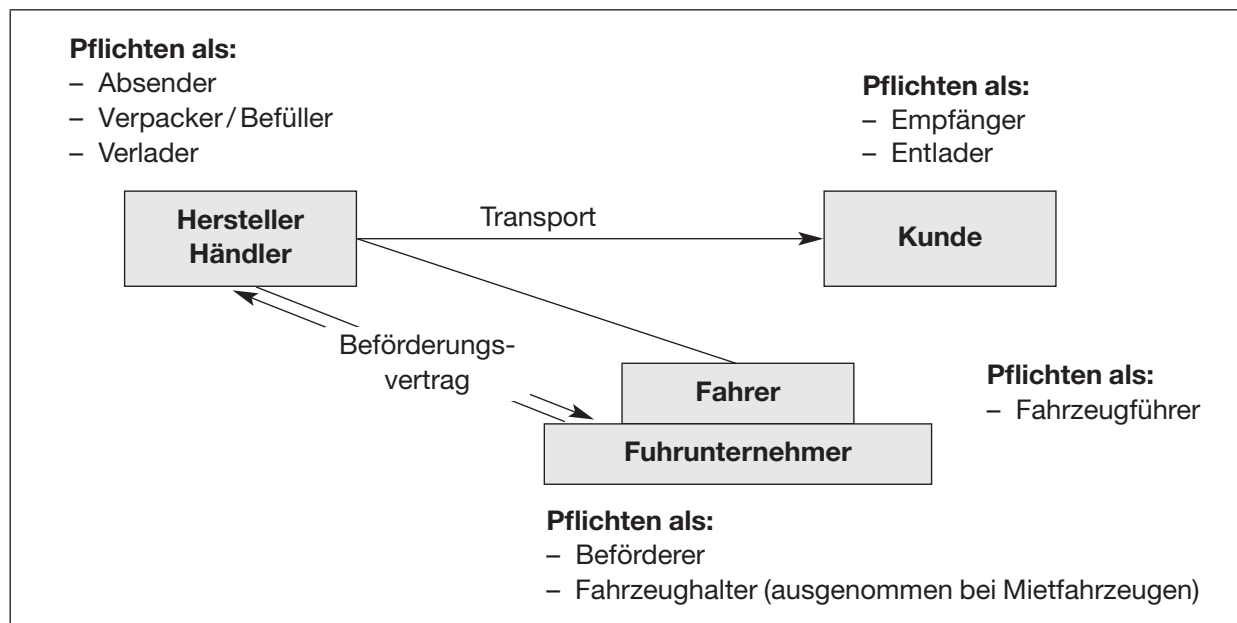 Pflichten als:
– Absender
– Verpacker / Befüller
– Verlader
Pflichten als:
– Empfänger
– Entlader
Hersteller
Händler
Transport
Kunde
Beförderungs-
vertrag
Fahrer
Fuhrunternehmer
Pflichten als:
– Fahrzeugführer
Pflichten als:
– Beförderer
– Fahrzeughalter (ausgenommen bei Mietfahrzeugen)